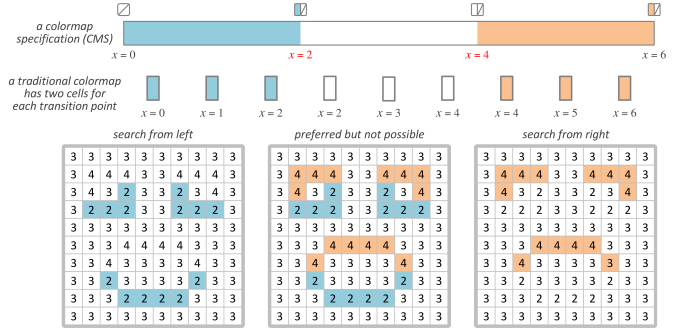 a colormap
specification (CMS)
x = 0 x = 2 x = 4 x = 6
a traditional colormap
has two cells for
each transition point
x = 0 x = 1 x = 2 x = 2 x = 3 x = 4 x = 4 x = 5 x = 6
search from left
3 3 3 3 3 3 3 3 3 3
3 4 4 4 3 3 4 4 4 3
3 4 3 2 3 3 2 3 4 3
3 2 2 2 3 3 2 2 2 3
3 3 3 3 3 3 3 3 3 3
3 3 3 4 4 4 4 3 3 3
3 3 4 3 3 3 3 4 3 3
3 3 2 3 3 3 3 2 3 3
3 3 3 2 2 2 2 3 3 3
3 3 3 3 3 3 3 3 3 3
preferred but not possible
3 3 3 3 3 3 3 3 3 3
3 4 4 4 3 3 4 4 4 3
3 4 3 2 3 3 2 3 4 3
3 2 2 2 3 3 2 2 2 3
3 3 3 3 3 3 3 3 3 3
3 3 3 4 4 4 4 3 3 3
3 3 4 3 3 3 3 4 3 3
3 3 2 3 3 3 3 2 3 3
3 3 3 2 2 2 2 3 3 3
3 3 3 3 3 3 3 3 3 3
search from right
3 3 3 3 3 3 3 3 3 3
3 4 4 4 3 3 4 4 4 3
3 4 3 2 3 3 2 3 4 3
3 2 2 2 3 3 2 2 2 3
3 3 3 3 3 3 3 3 3 3
3 3 3 4 4 4 4 3 3 3
3 3 4 3 3 3 3 3 3 3
3 3 2 3 3 3 3 2 3 3
3 3 3 2 2 2 2 3 3 3
3 3 3 3 3 3 3 3 3 3